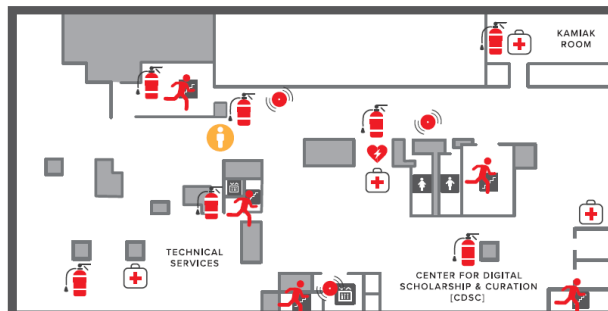 KAMIAK
ROOM
TECHNICAL
SERVICES
CENTER FOR DIGITAL
SCHOLARSHIP & CURATION
[CDSC]